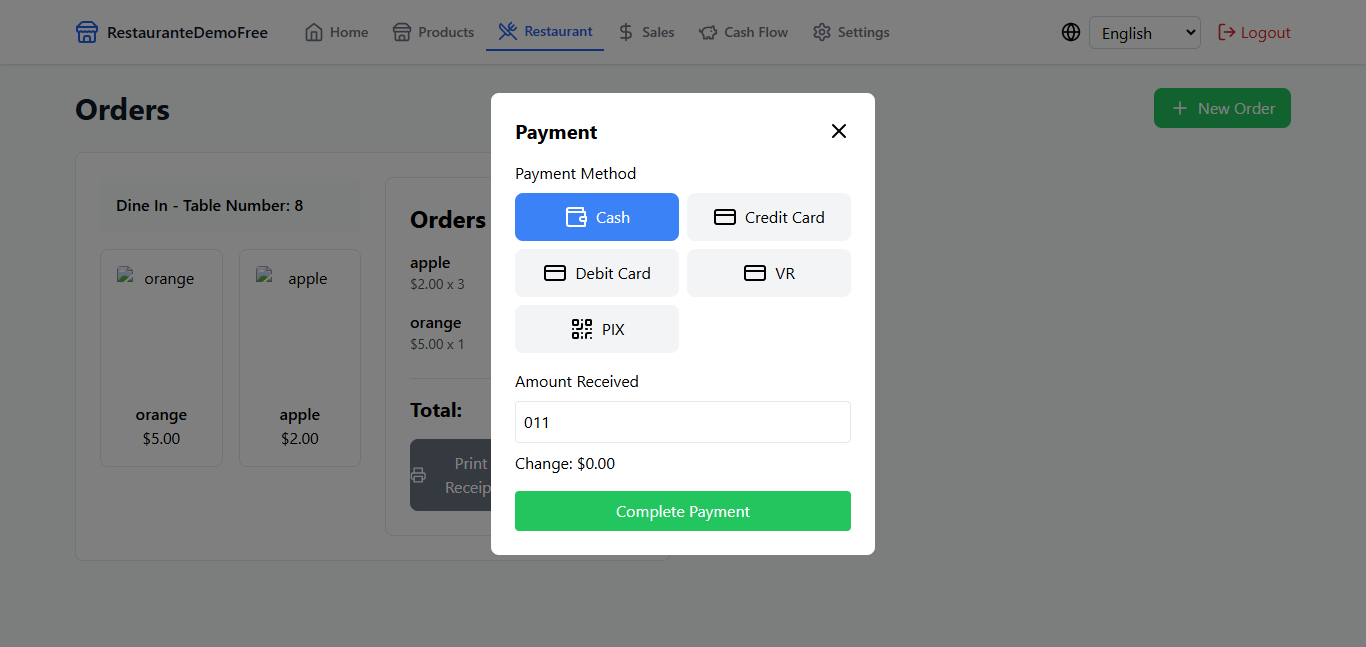 RestauranteDemoFree
Home
Products
Restaurant
Sales
Cash Flow
Settings
English
Logout
Orders
New Order
Dine In - Table Number: 8
orange
orange
$5.00
apple
apple
$2.00
Orders
apple
$2.00 x 3
orange
$5.00 x 1
Total:
Print
Payment
Payment Method
Cash
Credit Card
Debit Card
VR
PIX
Amount Received
011
Change: $0.00
Complete Payment